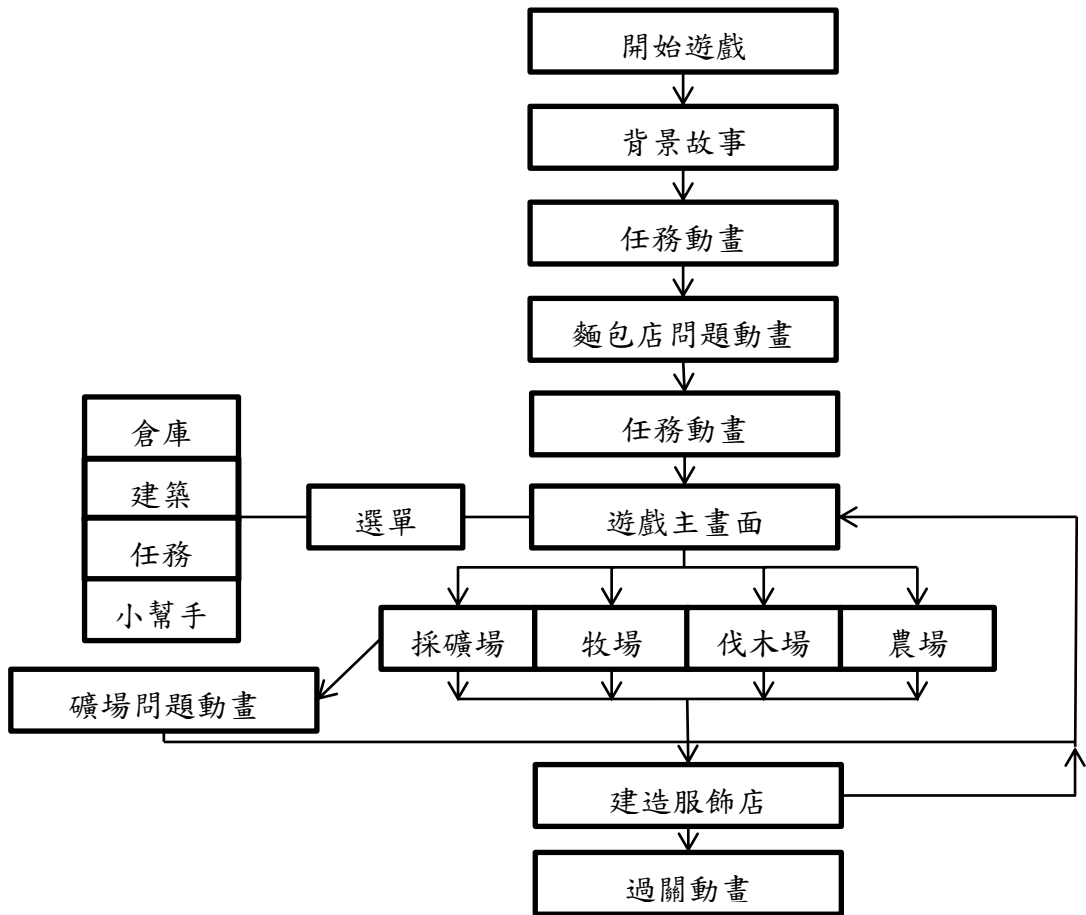 開始遊戲
背景故事
任務動畫
麵包店問題動畫
任務動畫
倉庫
建築
任務
小幫手
選單
遊戲主畫面
採礦場
牧場
伐木場
農場
礦場問題動畫
建造服飾店
過關動畫